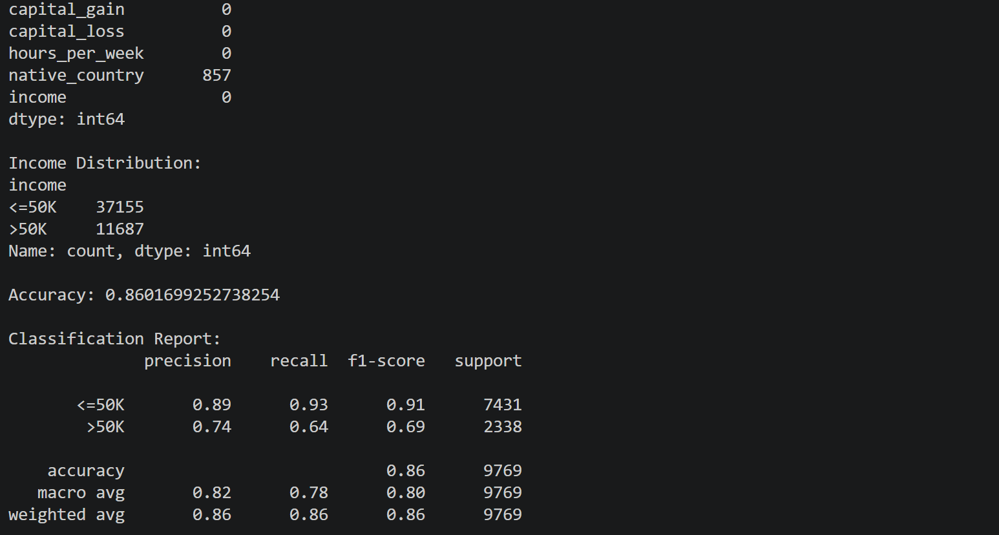 capital_gain          0
capital_loss          0
hours_per_week        0
native_country      857
income                0
dtype: int64

Income Distribution:
income
<=50K    37155
>50K     11687
Name: count, dtype: int64

Accuracy: 0.8601699252738254

Classification Report:
              precision    recall  f1-score   support

       <=50K       0.89      0.93      0.91      7431
        >50K       0.74      0.64      0.69      2338

    accuracy                           0.86      9769
   macro avg       0.82      0.78      0.80      9769
weighted avg       0.86      0.86      0.86      9769